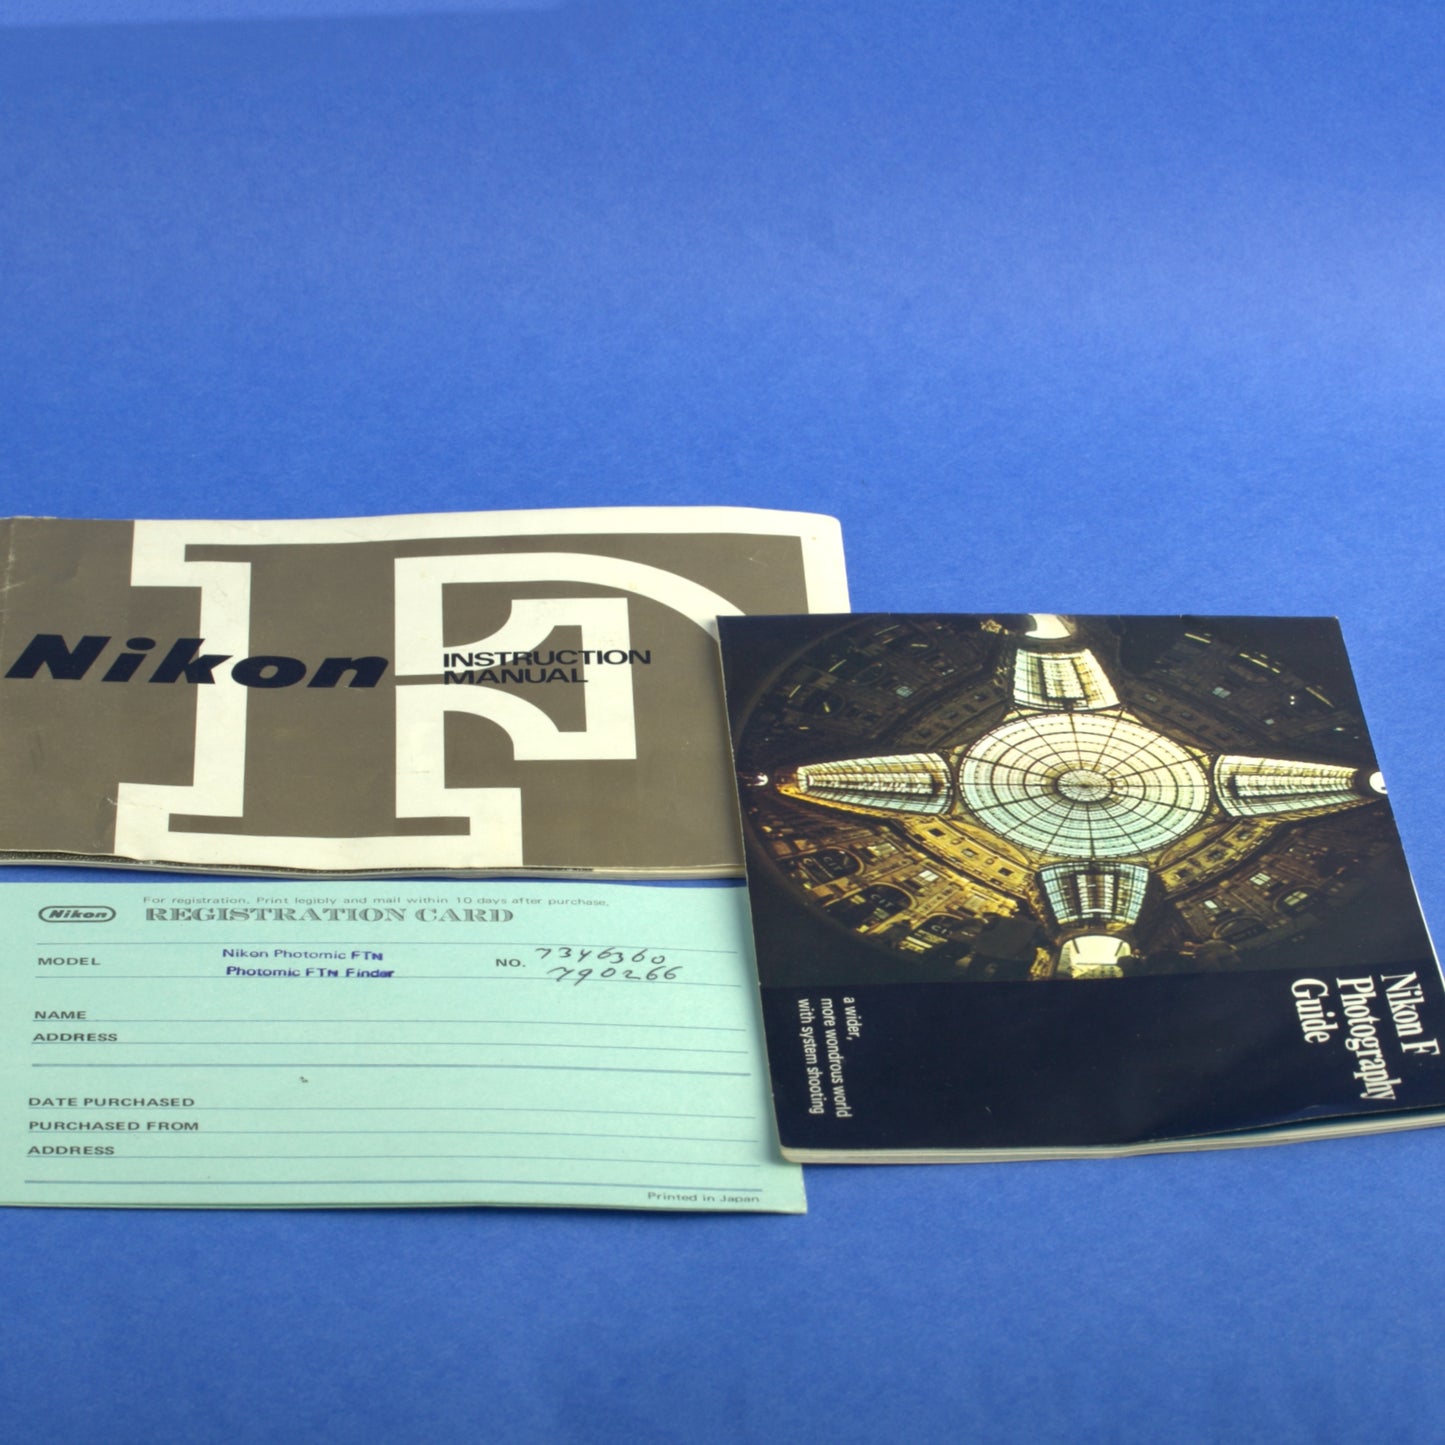 Nikon
INSTRUCTION
MANUAL
Nikon
For registration, Print legibly and mail within 10 days after purchase.
REGISTRATION CARD
MODEL Nikon Photomic FTN NO. 7346360
Photomic FTN Finder 790266
NAME
ADDRESS
DATE PURCHASED
PURCHASED FROM
ADDRESS
Printed in Japan
Nikon F
Photography
Guide
a wider,
more wondrous world
with system shooting